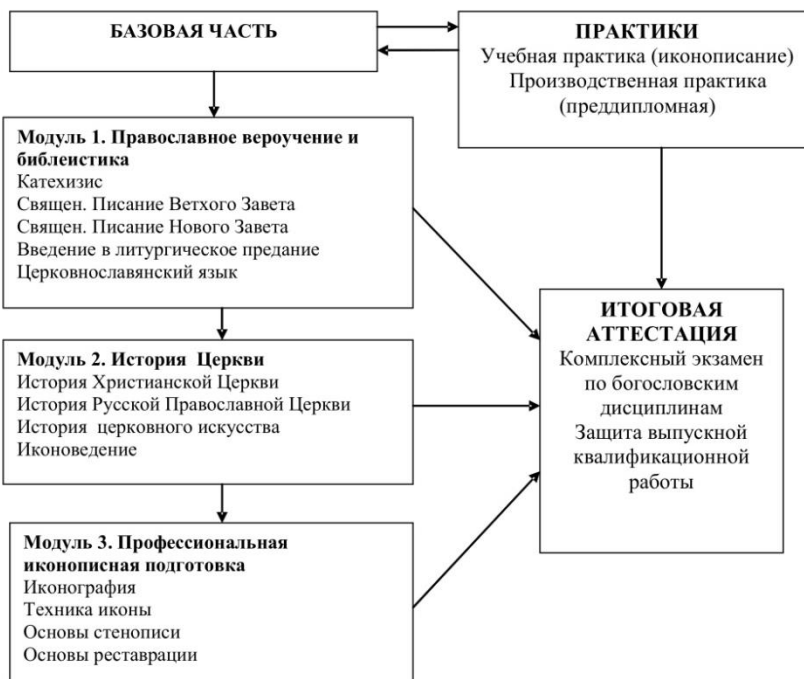 БАЗОВАЯ ЧАСТЬ
ПРАКТИКИ
Учебная практика (иконописание)
Производственная практика
(преддипломная)
Модуль 1. Православное вероучение и
библеистика
Катехизис
Священ. Писание Ветхого Завета
Священ. Писание Нового Завета
Введение в литургическое предание
Церковнославянский язык
Модуль 2. История Церкви
История Христианской Церкви
История Русской Православной Церкви
История церковного искусства
Иконоведение
Модуль 3. Профессиональная
иконописная подготовка
Иконография
Техника иконы
Основы стенописи
Основы реставрации
ИТОГОВАЯ
АТТЕСТАЦИЯ
Комплексный экзамен
по богословским
дисциплинам
Защита выпускной
квалификационной
работы